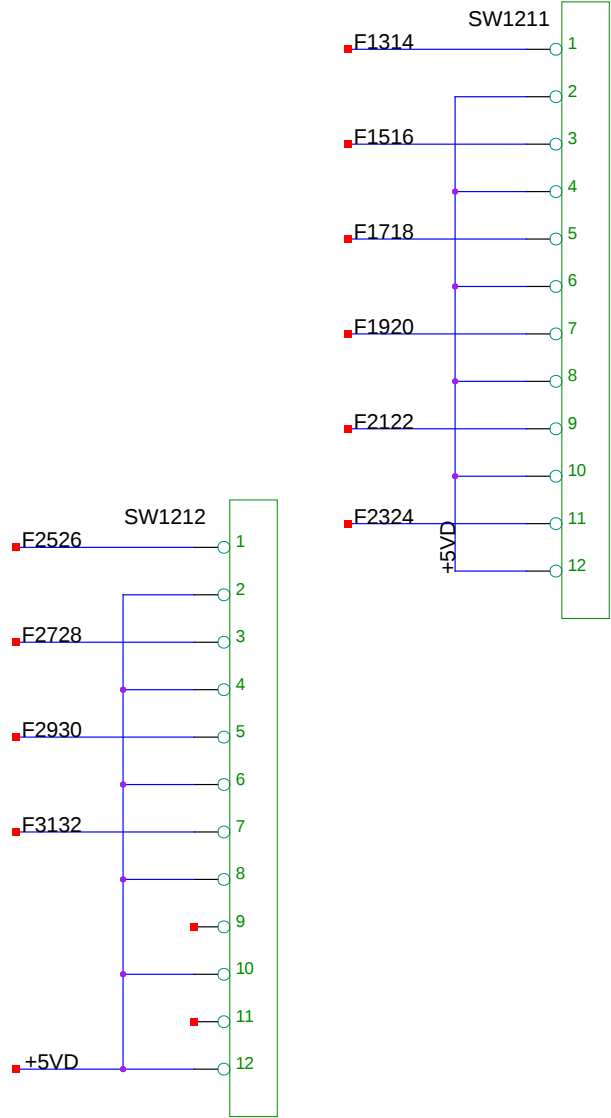 SW1211
F1314 1
2
F1516 3
4
F1718 5
6
F1920 7
8
F2122 9
10
F2324 11
+5VD 12
SW1212
F2526 1
2
F2728 3
4
F2930 5
6
F3132 7
8
9
10
11
+5VD 12